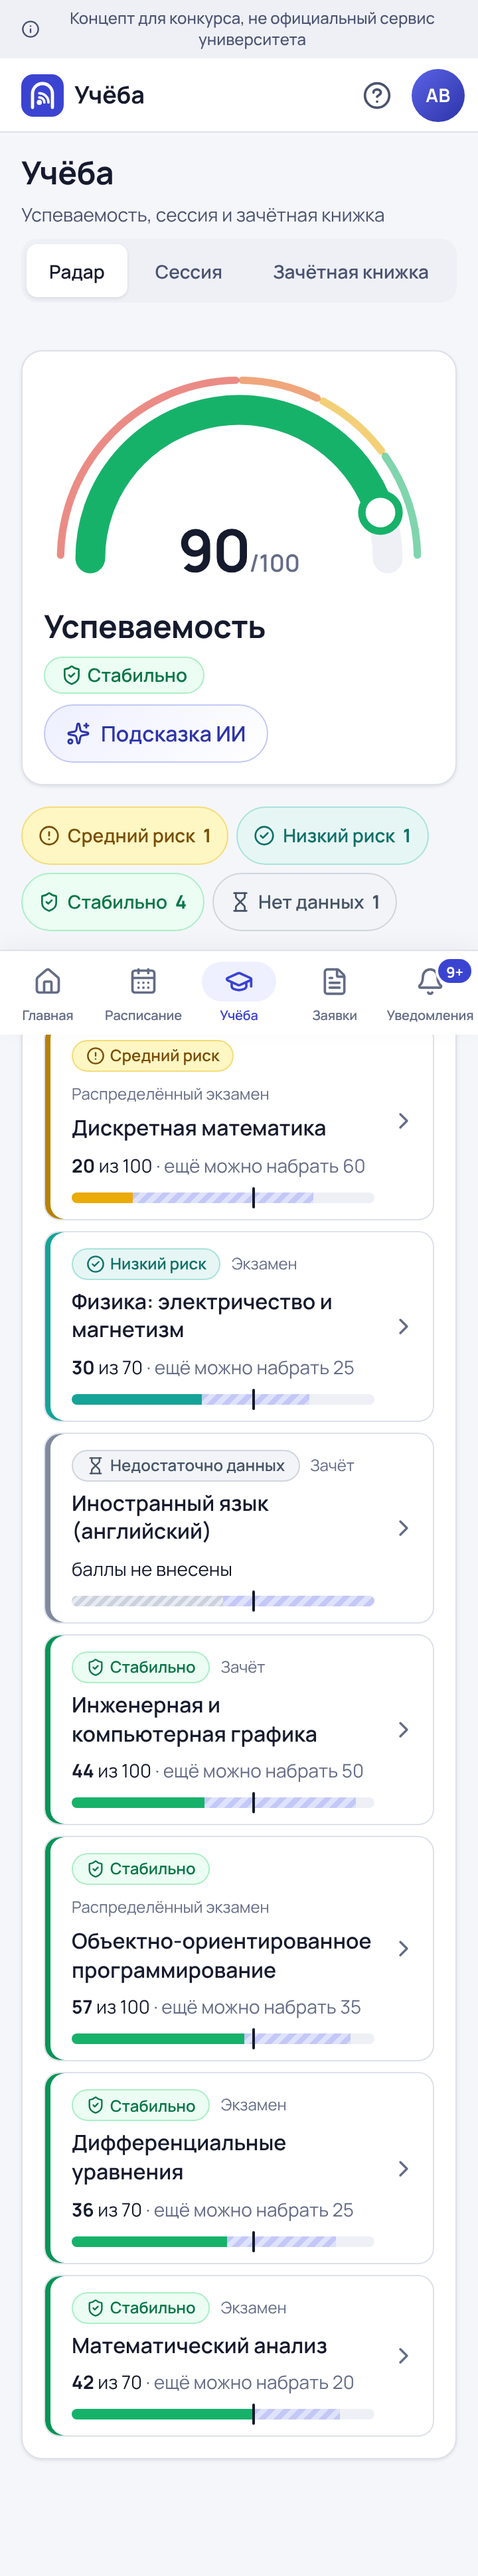 Концепт для конкурса, не официальный сервис
университета
Учёба
АВ
Учёба
Успеваемость, сессия и зачётная книжка
Радар
Сессия
Зачётная книжка
90/100
Успеваемость
Стабильно
Подсказка ИИ
Средний риск 1
Низкий риск 1
Стабильно 4
Нет данных 1
9+
Главная
Расписание
Учёба
Заявки
Уведомления
Средний риск
Распределённый экзамен
Дискретная математика
20 из 100 · ещё можно набрать 60
Низкий риск Экзамен
Физика: электричество и
магнетизм
30 из 70 · ещё можно набрать 25
Недостаточно данных Зачёт
Иностранный язык
(английский)
баллы не внесены
Стабильно Зачёт
Инженерная и
компьютерная графика
44 из 100 · ещё можно набрать 50
Стабильно
Распределённый экзамен
Объектно-ориентированное
программирование
57 из 100 · ещё можно набрать 35
Стабильно Экзамен
Дифференциальные
уравнения
36 из 70 · ещё можно набрать 25
Стабильно Экзамен
Математический анализ
42 из 70 · ещё можно набрать 20